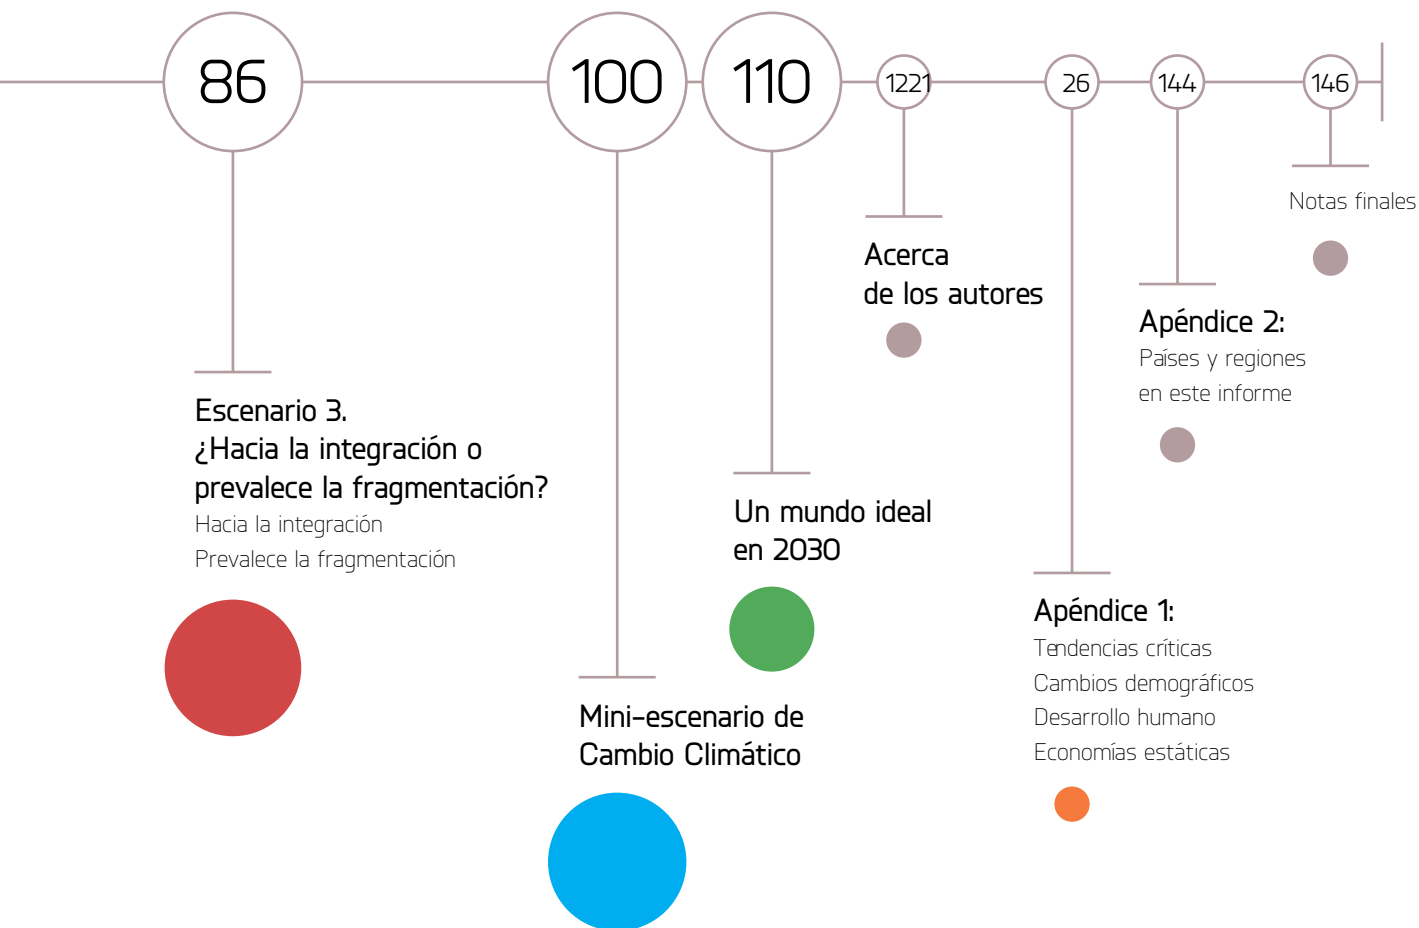 86
100
110
1221
26
144
146
Notas finales
Acerca
de los autores
Apéndice 2:
Países y regiones
en este informe
Escenario 3.
¿Hacia la integración o
prevalece la fragmentación?
Hacia la integración
Prevalece la fragmentación
Un mundo ideal
en 2030
Apéndice 1:
Tendencias críticas
Cambios demográficos
Desarrollo humano
Economías estáticas
Mini-escenario de
Cambio Climático